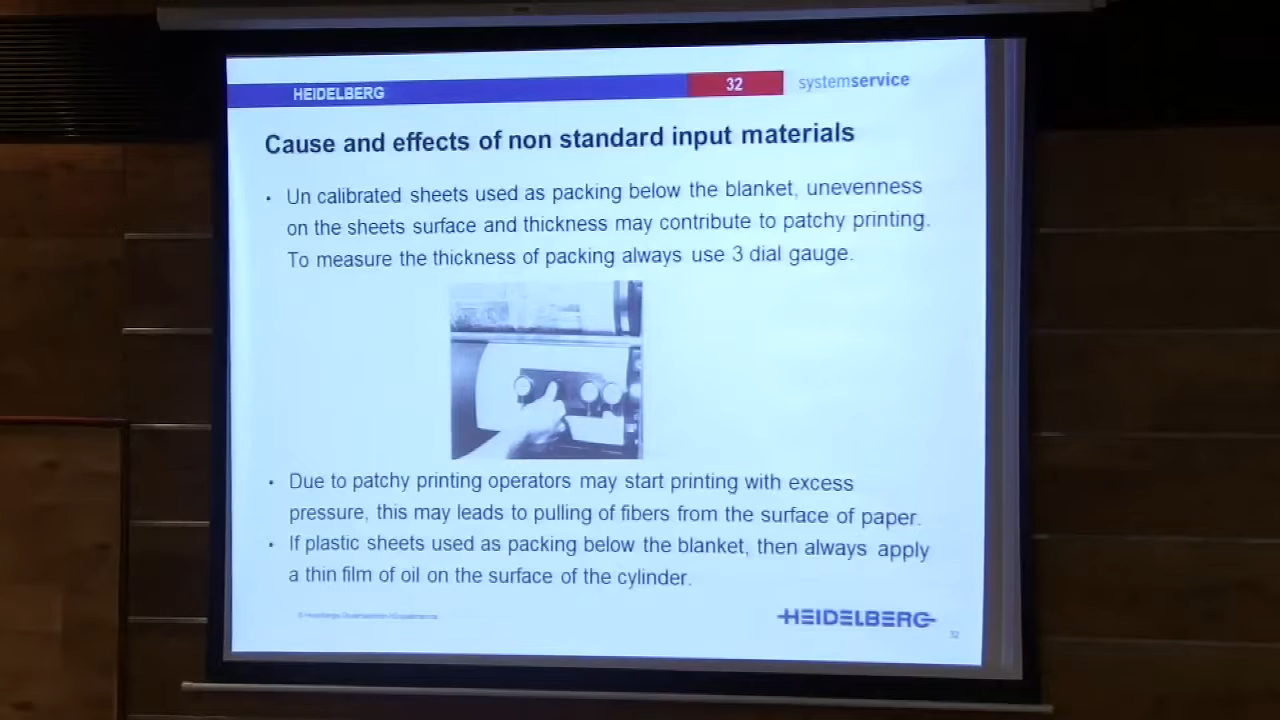 HEIDELBERG
32
systemservice
Cause and effects of non standard input materials
• Un calibrated sheets used as packing below the blanket, unevenness
on the sheets surface and thickness may contribute to patchy printing.
To measure the thickness of packing always use 3 dial gauge.
• Due to patchy printing operators may start printing with excess
pressure, this may leads to pulling of fibers from the surface of paper.
• If plastic sheets used as packing below the blanket, then always apply
a thin film of oil on the surface of the cylinder.
HEIDELBERG
32